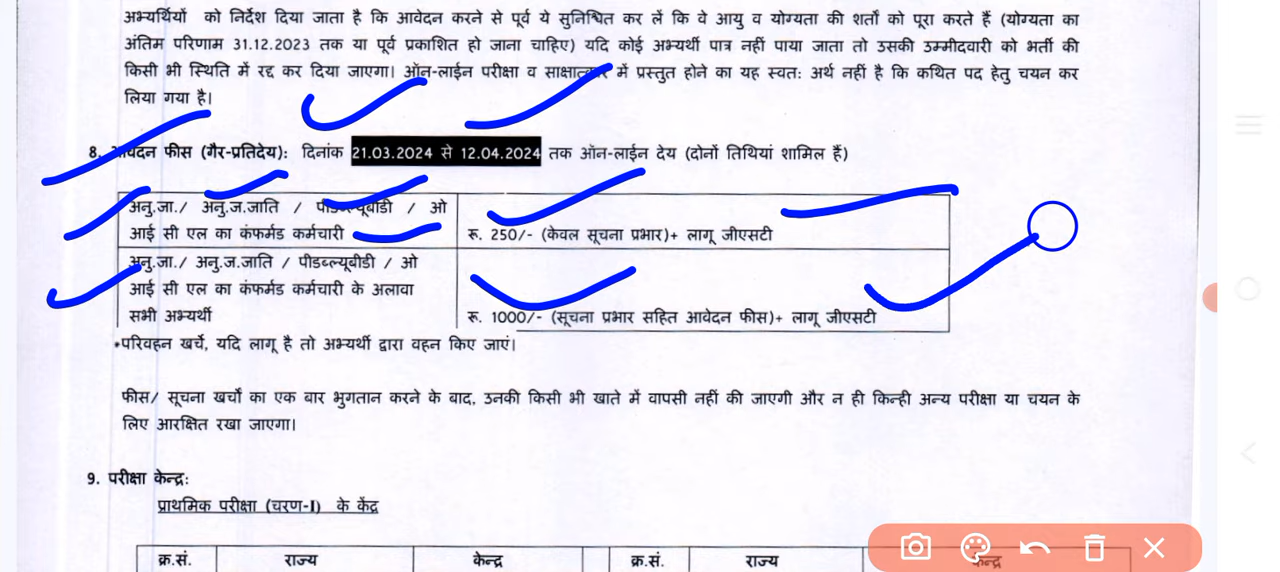 अभ्यर्थियों को निर्देश दिया जाता है कि आवेदन करने से पूर्व ये सुनिश्चित कर लें कि वे आयु व योग्यता की शर्तों को पूरा करते हैं (योग्यता का
अंतिम परिणाम 31.12.2023 तक या पूर्व प्रकाशित हो जाना चाहिए) यदि कोई अभ्यर्थी पात्र नहीं पाया जाता तो उसकी उम्मीदवारी को भर्ती की
किसी भी स्थिति में रद्द कर दिया जाएगा। ऑन-लाईन परीक्षा व साक्षात्कार में प्रस्तुत होने का यह स्वतः अर्थ नहीं है कि कथित पद हेतु चयन कर
लिया गया है।
8. आवेदन फीस (गैर-प्रतिदेय): दिनांक 21.03.2024 से 12.04.2024 तक ऑन-लाईन देय (दोनों तिथियां शामिल हैं)
अनु.जा./ अनु.ज.जाति / पीडब्ल्यूबीडी / ओ
आई सी एल का कंफर्मड कर्मचारी
रू. 250/- (केवल सूचना प्रभार)+ लागू जीएसटी
अनु.जा./ अनु.ज.जाति / पीडब्ल्यूबीडी / ओ
आई सी एल का कंफर्मड कर्मचारी के अलावा
सभी अभ्यर्थी
रू. 1000/- (सूचना प्रभार सहित आवेदन फीस)+ लागू जीएसटी
*परिवहन खर्चे, यदि लागू है तो अभ्यर्थी द्वारा वहन किए जाएं।
फीस/ सूचना खर्चों का एक बार भुगतान करने के बाद, उनकी किसी भी खाते में वापसी नहीं की जाएगी और न ही किन्ही अन्य परीक्षा या चयन के
लिए आरक्षित रखा जाएगा।
9. परीक्षा केन्द्र:
प्राथमिक परीक्षा (चरण-I) के केंद्र
क्र.सं. राज्य केन्द्र क्र.सं. राज्य केन्द्र